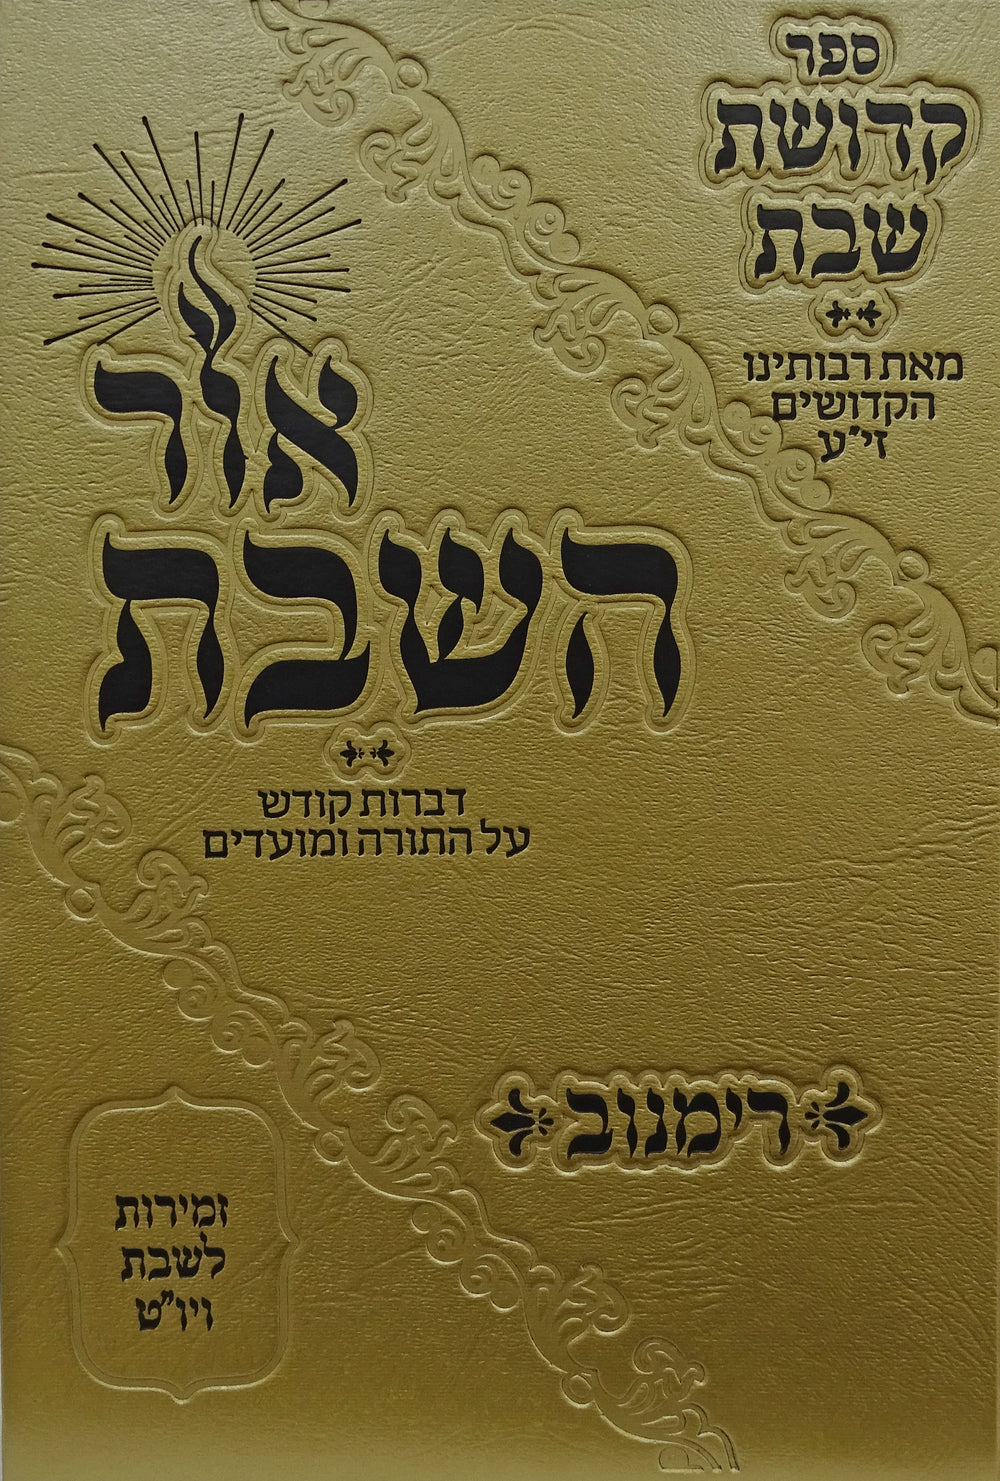 ספר
קדושת
שבת
מאת רבותינו
הקדושים
זי"ע
אור
השבת
דברות קודש
על התורה ומועדים
רימנוב
זמירות
לשבת
ויו"ט